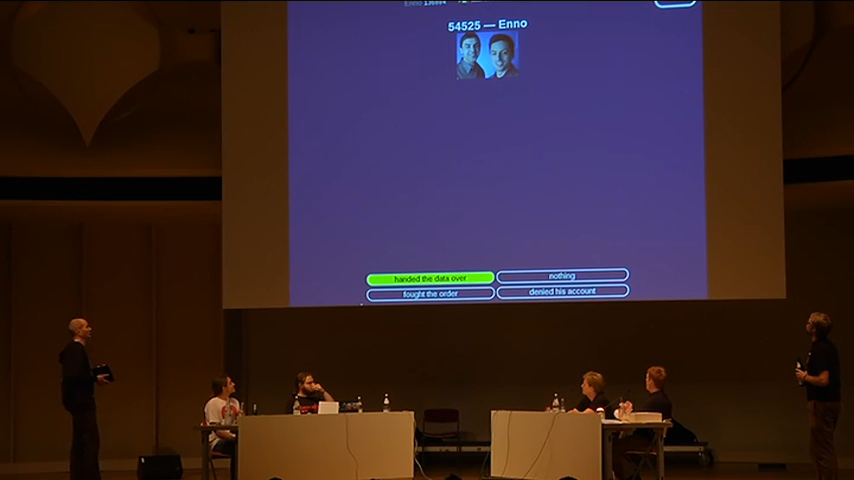 54525 — Enno
handed the data over
nothing
fought the order
denied his account